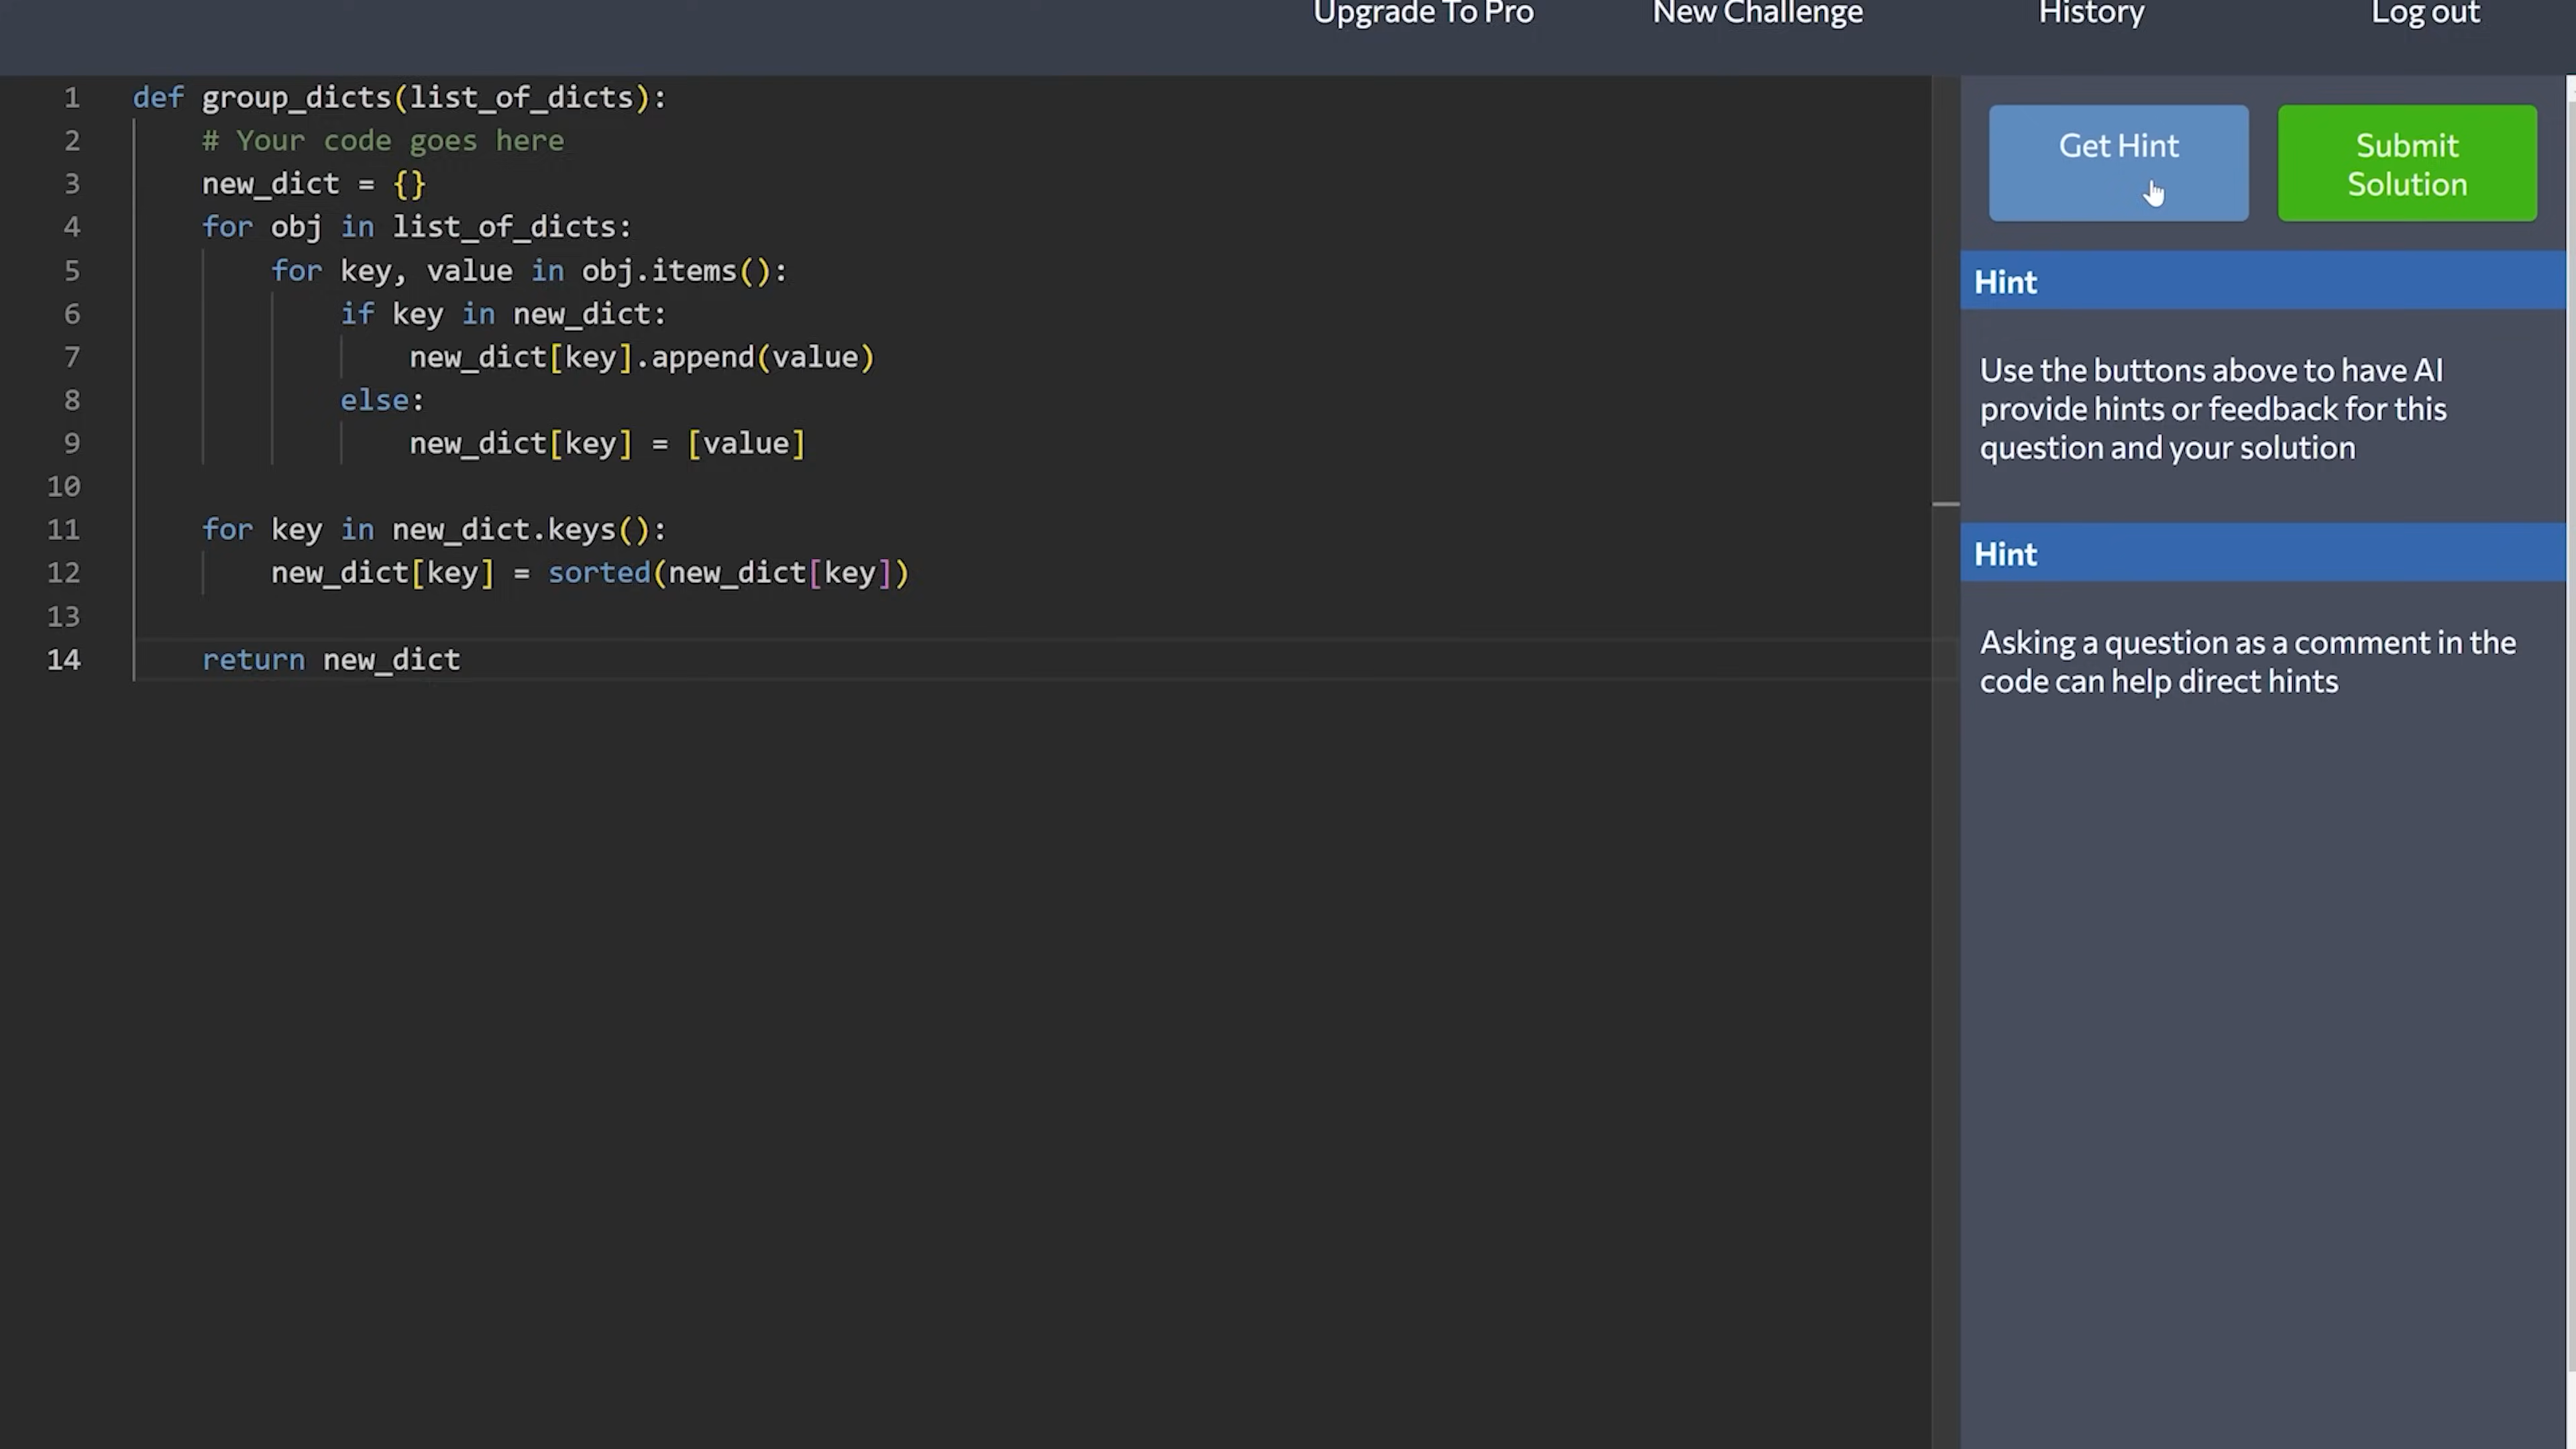 Upgrade To Pro New Challenge History Log out
1 def group_dicts(list_of_dicts):
2 # Your code goes here
3 new_dict = {}
4 for obj in list_of_dicts:
5 for key, value in obj.items():
6 if key in new_dict:
7 new_dict[key].append(value)
8 else:
9 new_dict[key] = [value]
10
11 for key in new_dict.keys():
12 new_dict[key] = sorted(new_dict[key])
13
14 return new_dict
Get Hint
Submit
Solution
Hint
Use the buttons above to have AI
provide hints or feedback for this
question and your solution
Hint
Asking a question as a comment in the
code can help direct hints